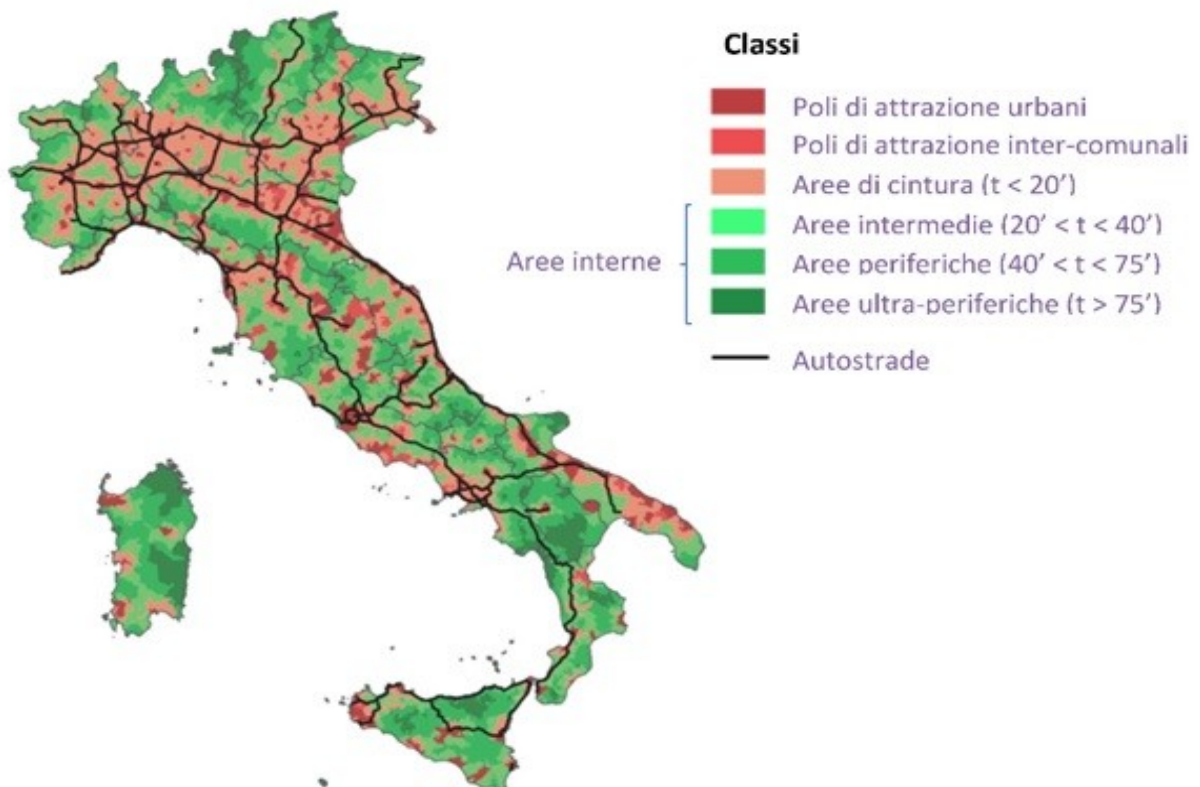 Classi
Poli di attrazione urbani
Poli di attrazione inter-comunali
Aree di cintura (t < 20')
Aree intermedie (20' < t < 40')
Aree interne
Aree periferiche (40' < t < 75')
Aree ultra-periferiche (t > 75')
Autostrade